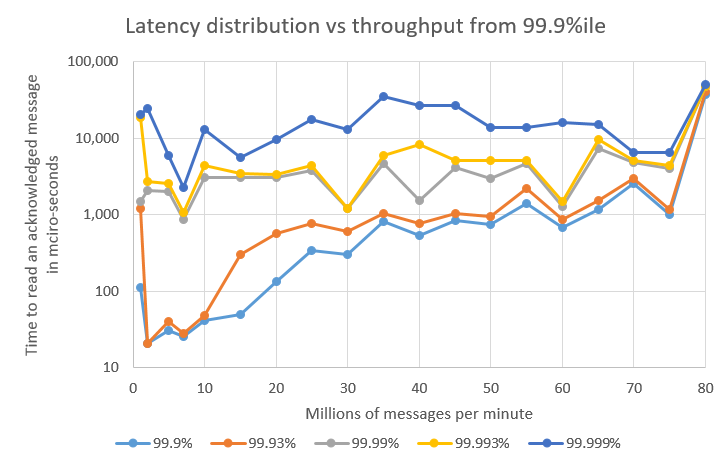 Latency distribution vs throughput from 99.9%ile
Time to read an acknowledged message
in mciro-seconds
100,000
10,000
1,000
100
10
0 10 20 30 40 50 60 70 80
Millions of messages per minute
99.9% 99.93% 99.99% 99.993% 99.999%